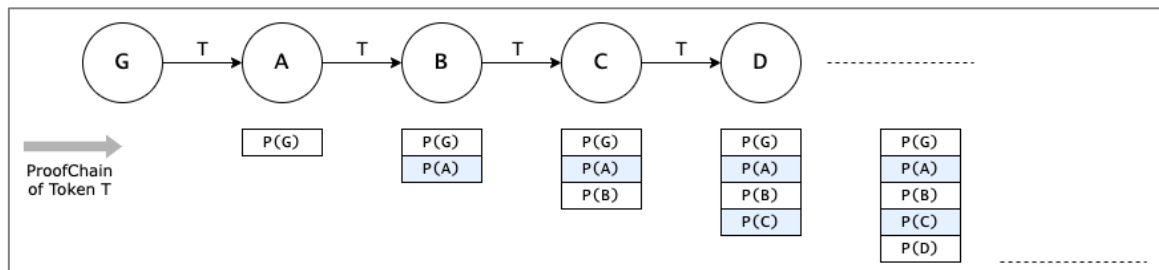 T T T T
G A B C D
ProofChain
of Token T
P(G) P(G) P(G) P(G) P(G)
P(A) P(A) P(A) P(A)
P(B) P(B) P(B)
P(C) P(C)
P(D)